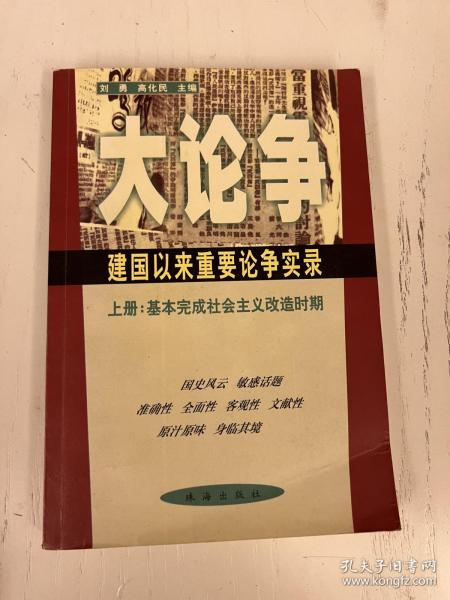 刘 勇 高化民 主编
大论争
建国以来重要论争实录
上册：基本完成社会主义改造时期
国史风云 敏感话题
准确性 全面性 客观性 文献性
原汁原味 身临其境
珠海出版社
孔夫子旧书网
www.kongfz.com